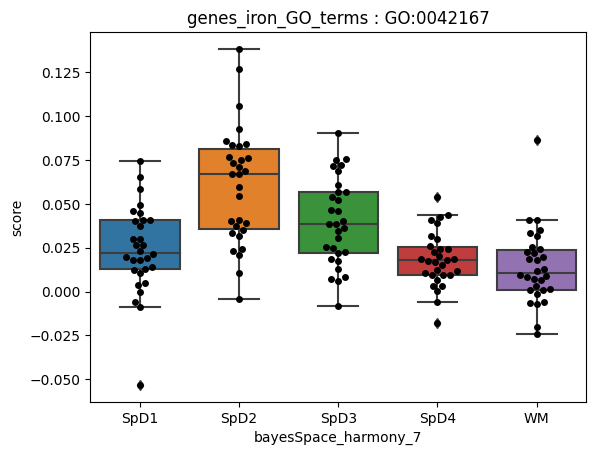 genes_iron_GO_terms : GO:0042167
score
0.125
0.100
0.075
0.050
0.025
0.000
−0.025
−0.050
SpD1 SpD2 SpD3 SpD4 WM
bayesSpace_harmony_7